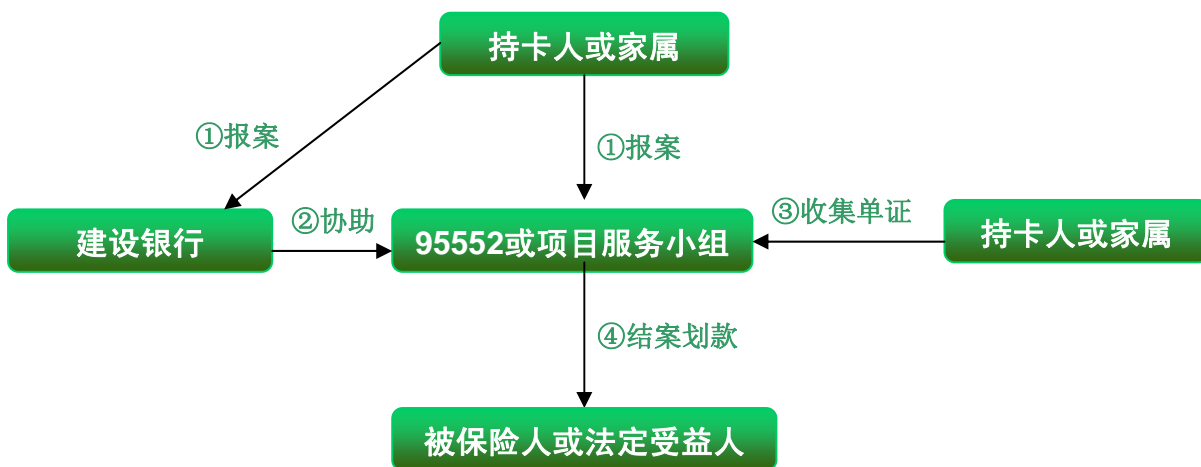 持卡人或家属
①报案
①报案
建设银行
②协助
95552或项目服务小组
③收集单证
持卡人或家属
④结案划款
被保险人或法定受益人